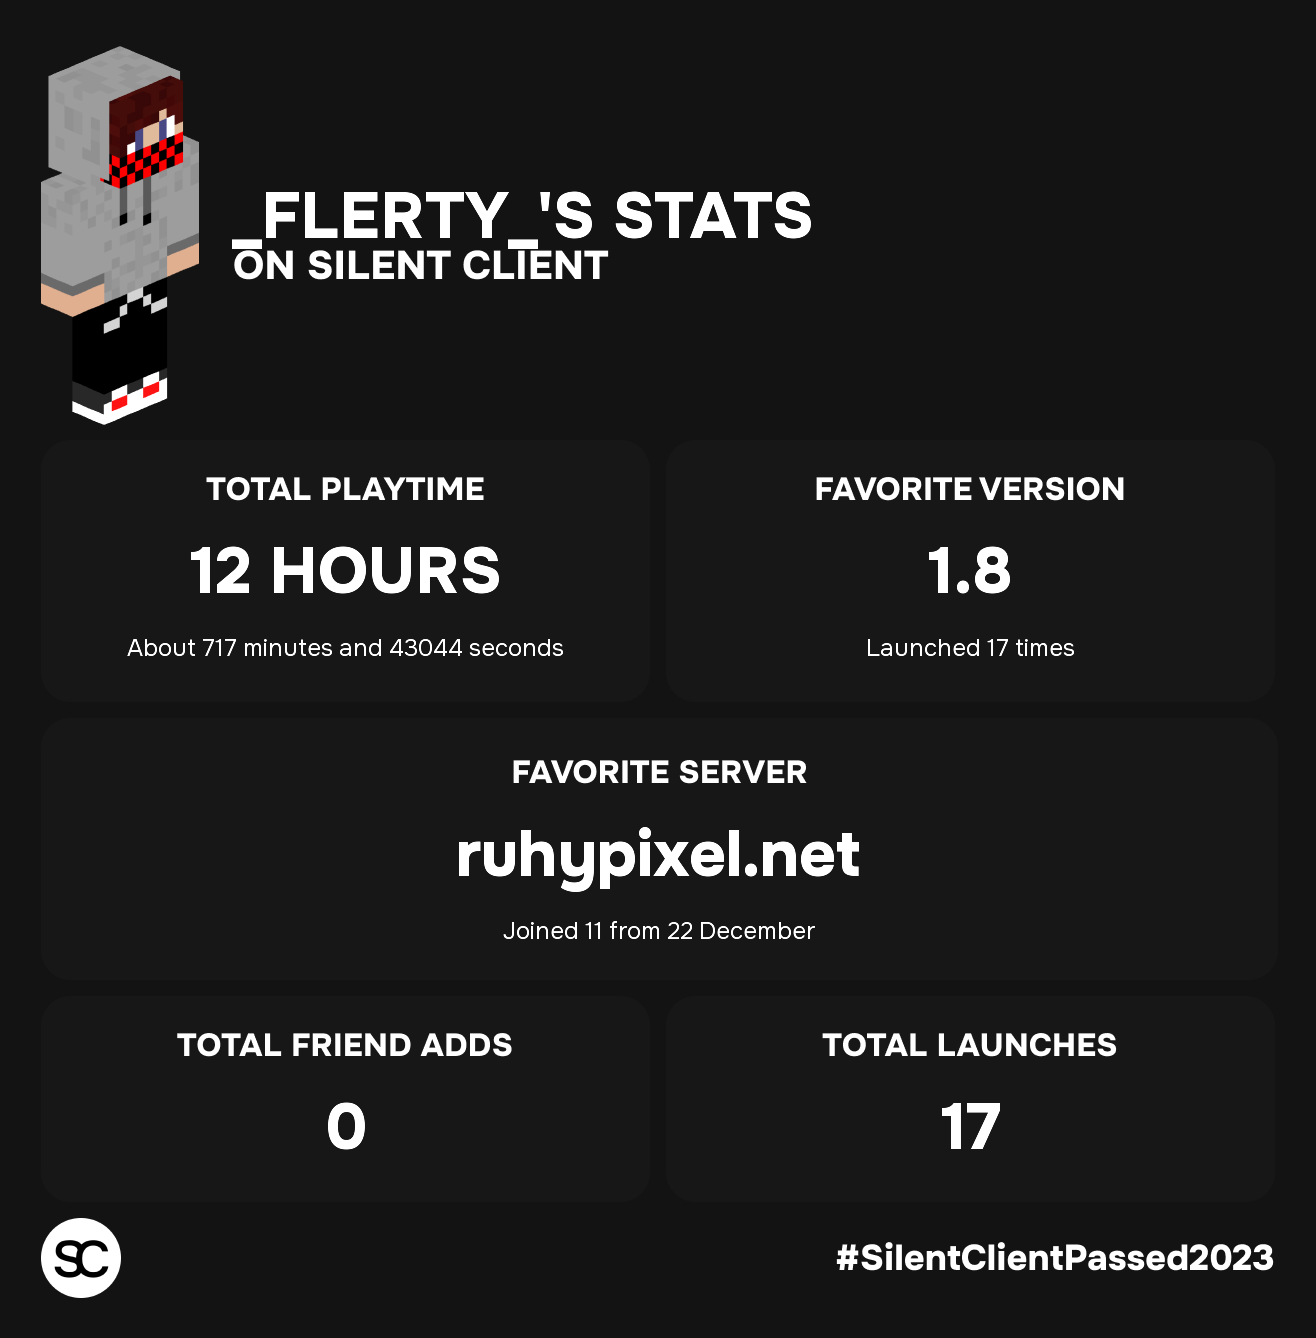 _FLERTY_'S STATS
ON SILENT CLIENT
TOTAL PLAYTIME
12 HOURS
About 717 minutes and 43044 seconds
FAVORITE VERSION
1.8
Launched 17 times
FAVORITE SERVER
ruhypixel.net
Joined 11 from 22 December
TOTAL FRIEND ADDS
0
TOTAL LAUNCHES
17
SC
#SilentClientPassed2023